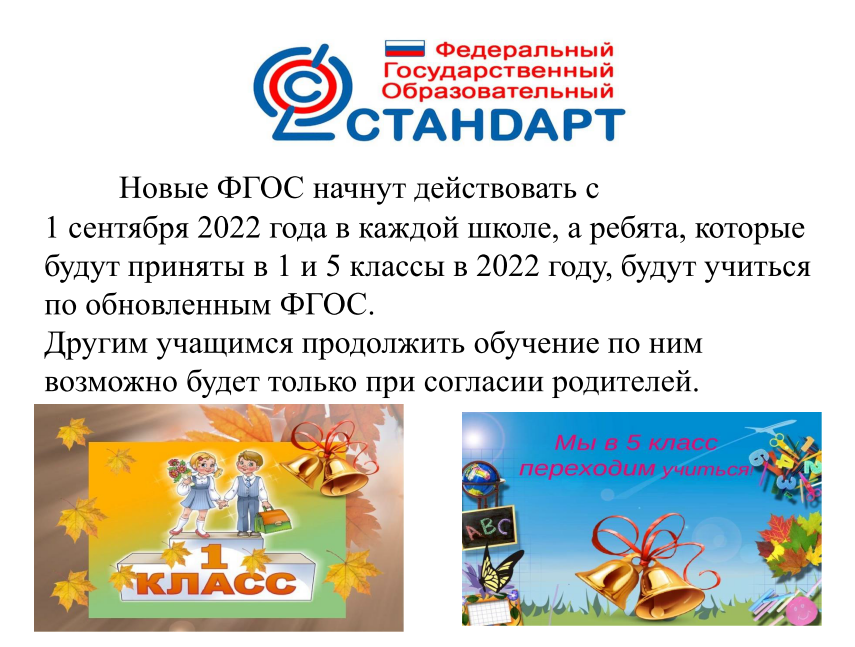 Федеральный
Государственный
Образовательный
СТАНДАРТ
Новые ФГОС начнут действовать с
1 сентября 2022 года в каждой школе, а ребята, которые
будут приняты в 1 и 5 классы в 2022 году, будут учиться
по обновленным ФГОС.
Другим учащимся продолжить обучение по ним
возможно будет только при согласии родителей.
1
КЛАСС
Мы в 5 класс
переходим учиться!
ABC